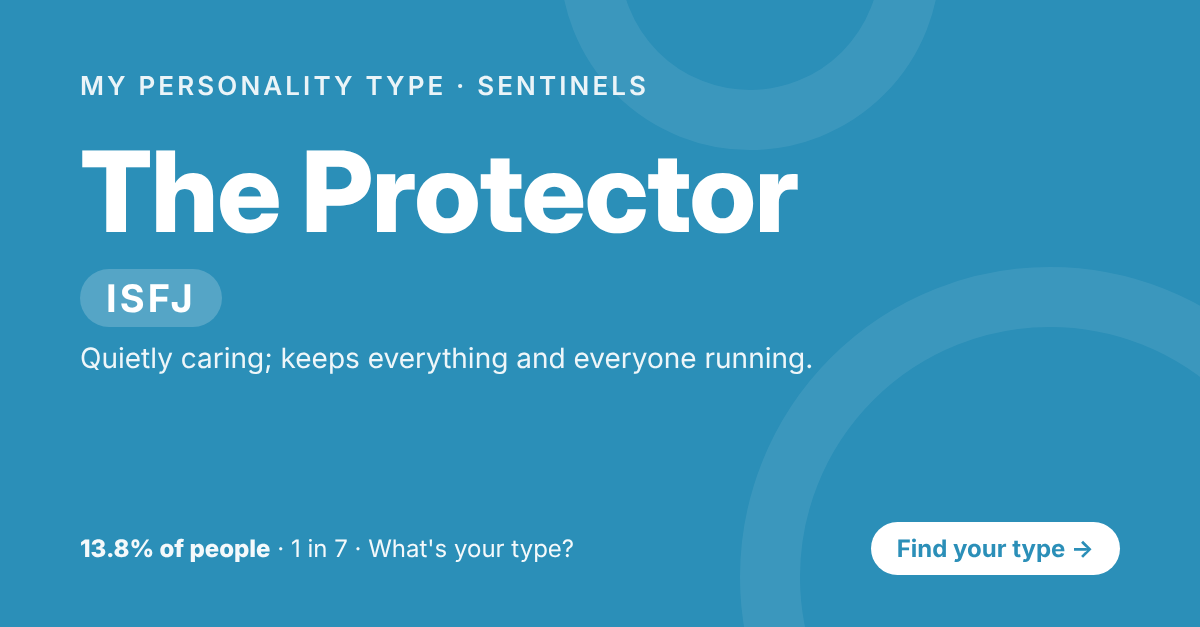 MY PERSONALITY TYPE · SENTINELS
The Protector
ISFJ
Quietly caring; keeps everything and everyone running.
13.8% of people · 1 in 7 · What's your type?
Find your type →